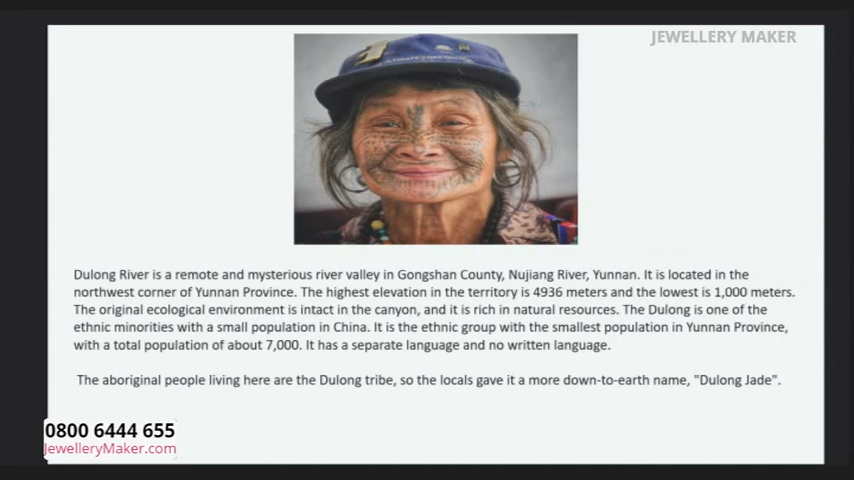 JEWELLERY MAKER
Dulong River is a remote and mysterious river valley in Gongshan County, Nujiang River, Yunnan. It is located in the
northwest corner of Yunnan Province. The highest elevation in the territory is 4936 meters and the lowest is 1,000 meters.
The original ecological environment is intact in the canyon, and it is rich in natural resources. The Dulong is one of the
ethnic minorities with a small population in China. It is the ethnic group with the smallest population in Yunnan Province,
with a total population of about 7,000. It has a separate language and no written language.
The aboriginal people living here are the Dulong tribe, so the locals gave it a more down-to-earth name, "Dulong Jade".
0800 6444 655
JewelleryMaker.com